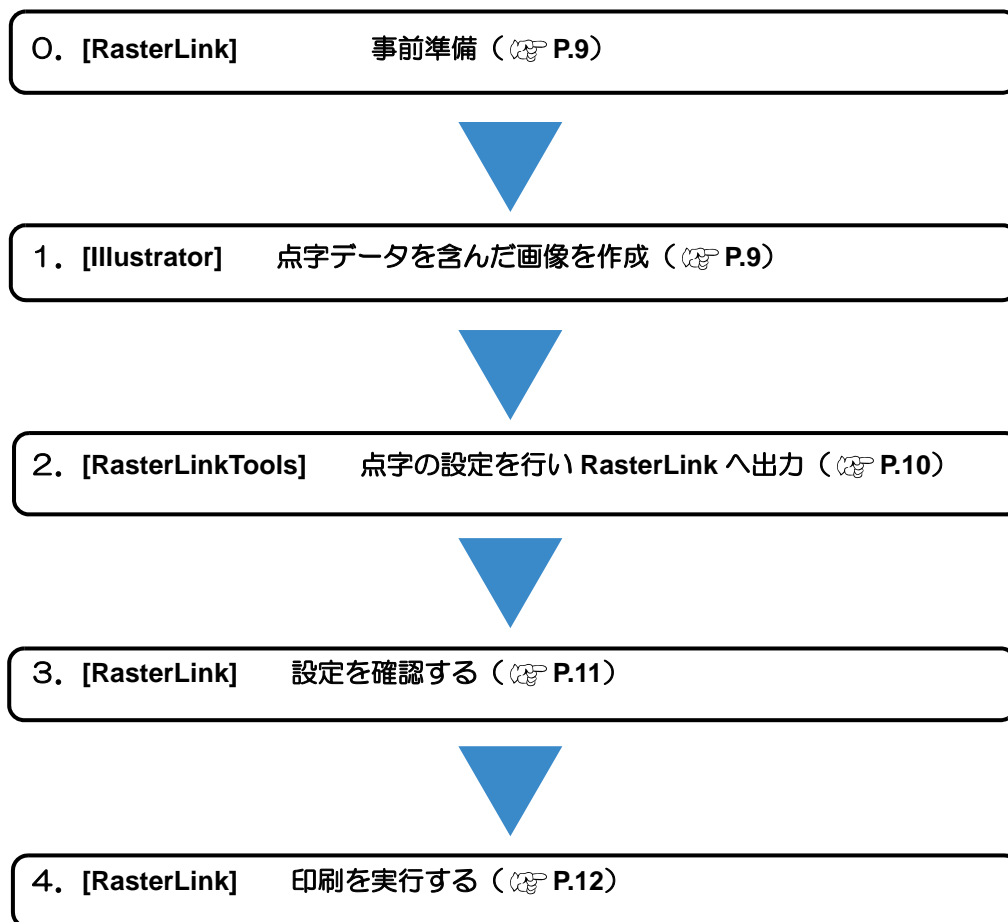 ０．[RasterLink] 事前準備（☞ P.9）
１．[Illustrator] 点字データを含んだ画像を作成（☞ P.9）
２．[RasterLinkTools] 点字の設定を行い RasterLink へ出力（☞ P.10）
３．[RasterLink] 設定を確認する（☞ P.11）
４．[RasterLink] 印刷を実行する（☞ P.12）